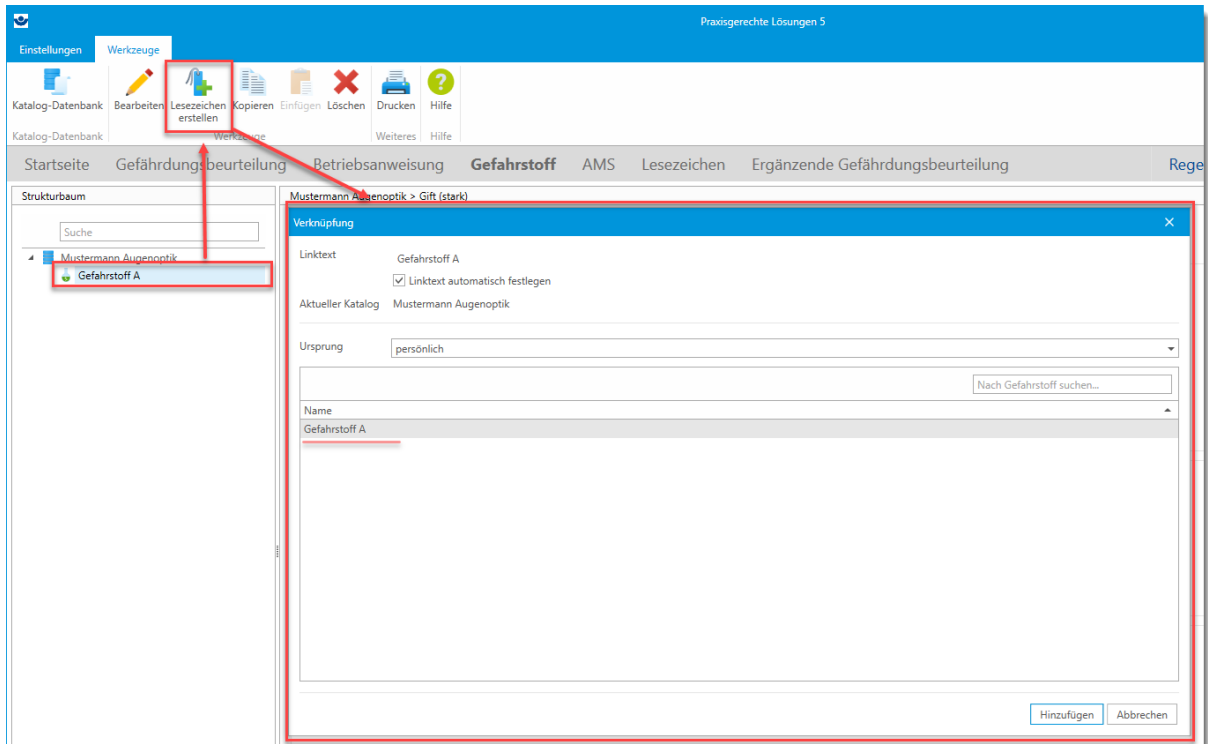 Praxisgerechte Lösungen 5
Einstellungen Werkzeuge
Katalog-Datenbank Bearbeiten Lesezeichen erstellen Kopieren Einfügen Löschen Drucken Hilfe
Katalog-Datenbank Werkzeuge Weiteres Hilfe
Startseite Gefährdungsbeurteilung Betriebsanweisung Gefahrstoff AMS Lesezeichen Ergänzende Gefährdungsbeurteilung Rege
Strukturbaum
Suche
Mustermann Augenoptik
Gefahrstoff A
Mustermann Augenoptik > Gift (stark)
Verknüpfung
Linktext Gefahrstoff A
Linktext automatisch festlegen
Aktueller Katalog Mustermann Augenoptik
Ursprung persönlich
Nach Gefahrstoff suchen...
Name
Gefahrstoff A
Hinzufügen Abbrechen